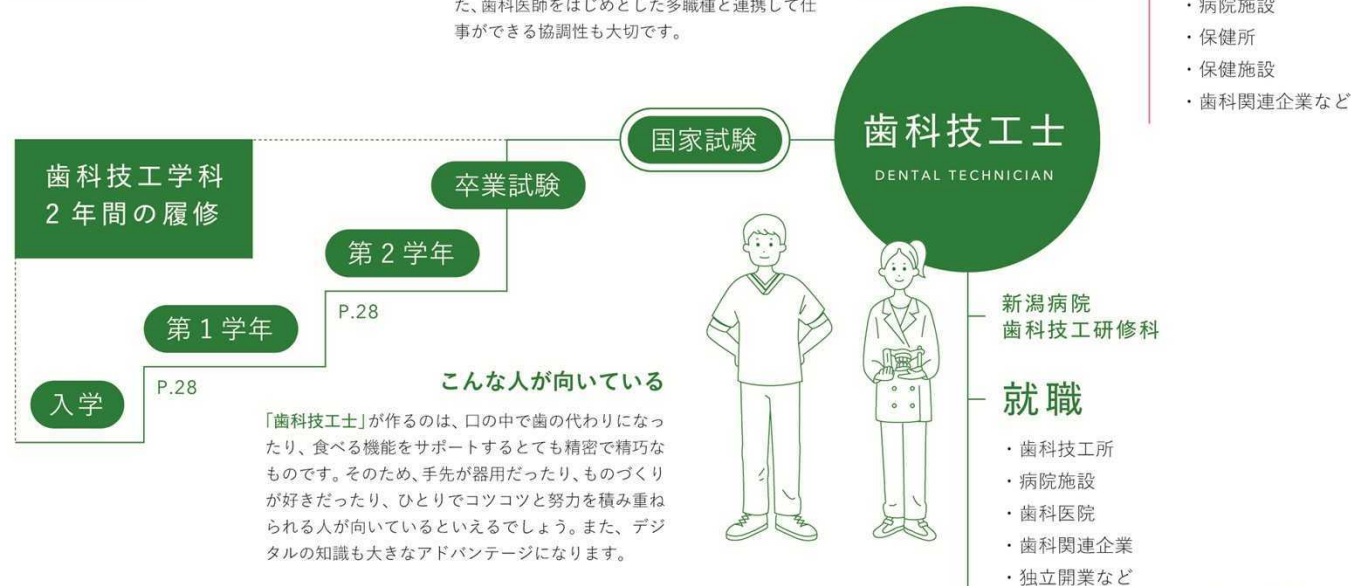 た、歯科医師をはじめとした多職種と連携して仕
事ができる協調性も大切です。
・病院施設
・保健所
・保健施設
・歯科関連企業など
歯科技工学科
2年間の履修
入学
第1学年
P.28
第2学年
P.28
卒業試験
国家試験
歯科技工士
DENTAL TECHNICIAN
こんな人が向いている
「歯科技工士」が作るのは、口の中で歯の代わりになっ
たり、食べる機能をサポートするとても精密で精巧な
ものです。そのため、手先が器用だったり、ものづくり
が好きだったり、ひとりでコツコツと努力を積み重ね
られる人が向いているといえるでしょう。また、デジ
タルの知識も大きなアドバンテージになります。
新潟病院
歯科技工研修科
就職
・歯科技工所
・病院施設
・歯科医院
・歯科関連企業
・独立開業など